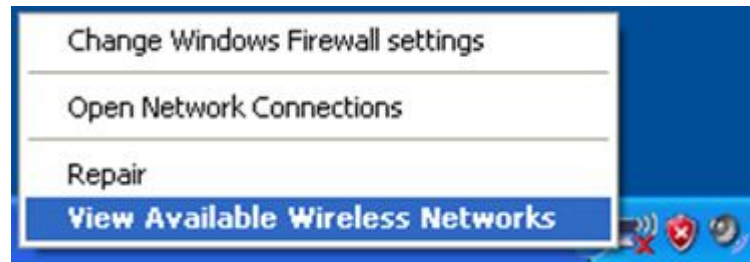 Change Windows Firewall settings
Open Network Connections
Repair
View Available Wireless Networks